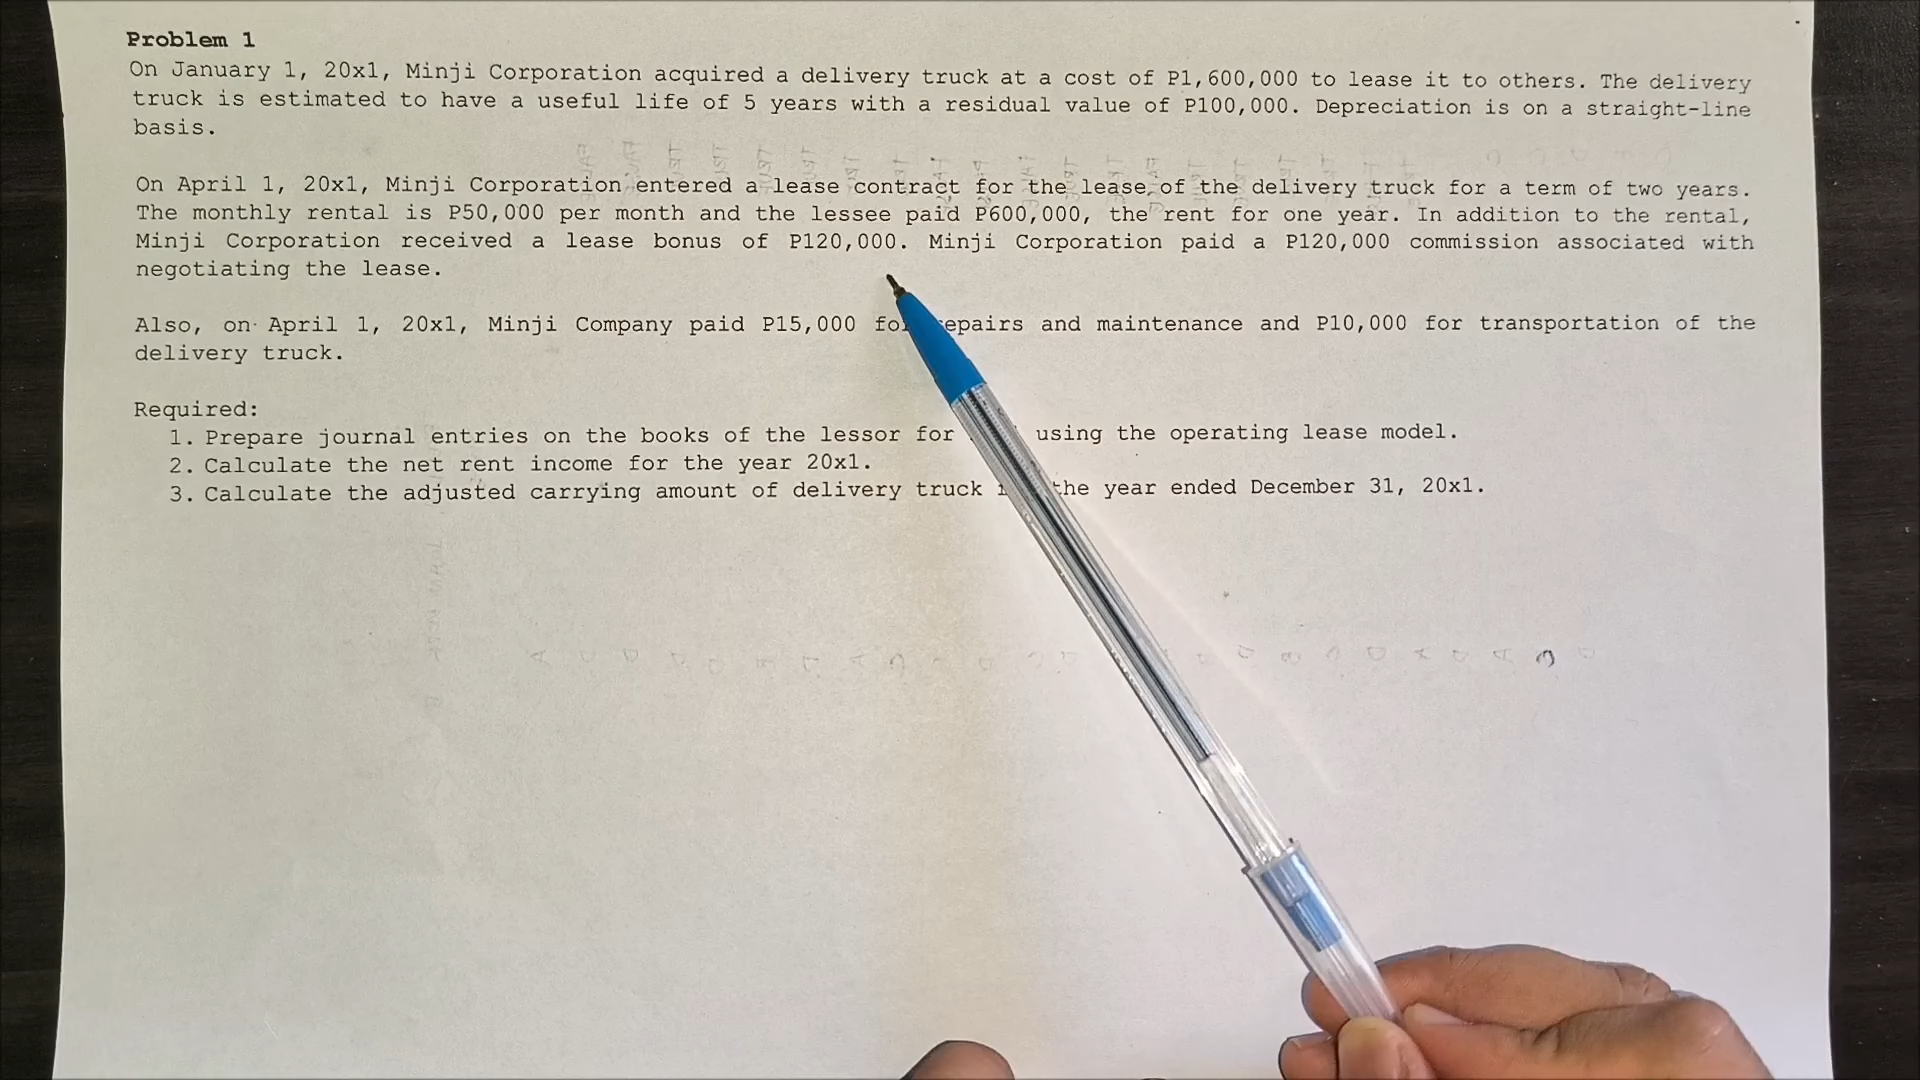 Problem 1
On January 1, 20x1, Minji Corporation acquired a delivery truck at a cost of P1,600,000 to lease it to others. The delivery
truck is estimated to have a useful life of 5 years with a residual value of P100,000. Depreciation is on a straight-line
basis.
On April 1, 20x1, Minji Corporation entered a lease contract for the lease of the delivery truck for a term of two years.
The monthly rental is P50,000 per month and the lessee paid P600,000, the rent for one year. In addition to the rental,
Minji Corporation received a lease bonus of P120,000. Minji Corporation paid a P120,000 commission associated with
negotiating the lease.
Also, on April 1, 20x1, Minji Company paid P15,000 fo epairs and maintenance and P10,000 for transportation of the
delivery truck.
Required:
1. Prepare journal entries on the books of the lessor for using the operating lease model.
2. Calculate the net rent income for the year 20x1.
3. Calculate the adjusted carrying amount of delivery truck the year ended December 31, 20x1.